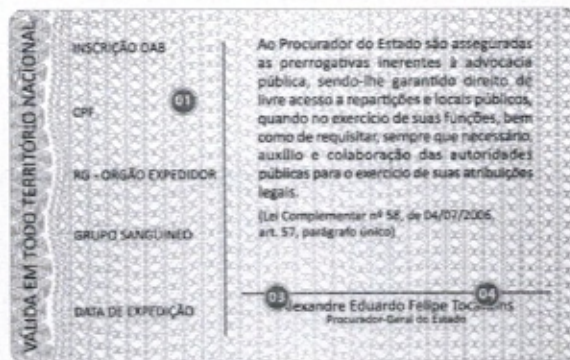 VÁLIDA EM TODO TERRITÓRIO NACIONAL
INSCRIÇÃO OAB
CPF
01
RG - ORGÃO EXPEDIDOR
GRUPO SANGUINEO
DATA DE EXPEDIÇÃO
Ao Procurador do Estado são asseguradas
as prerrogativas inerentes à advocacia
pública, sendo-lhe garantido direito de
livre acesso a repartições e locais públicos,
quando no exercício de suas funções, bem
como de requisitar, sempre que necessário,
auxílio e colaboração das autoridades
públicas para o exercício de suas atribuições
legais.
(Lei Complementar nº 58, de 04/07/2006,
art. 57, parágrafo único)
03 04
Alexandre Eduardo Felipe Tocantins
Procurador-Geral do Estado